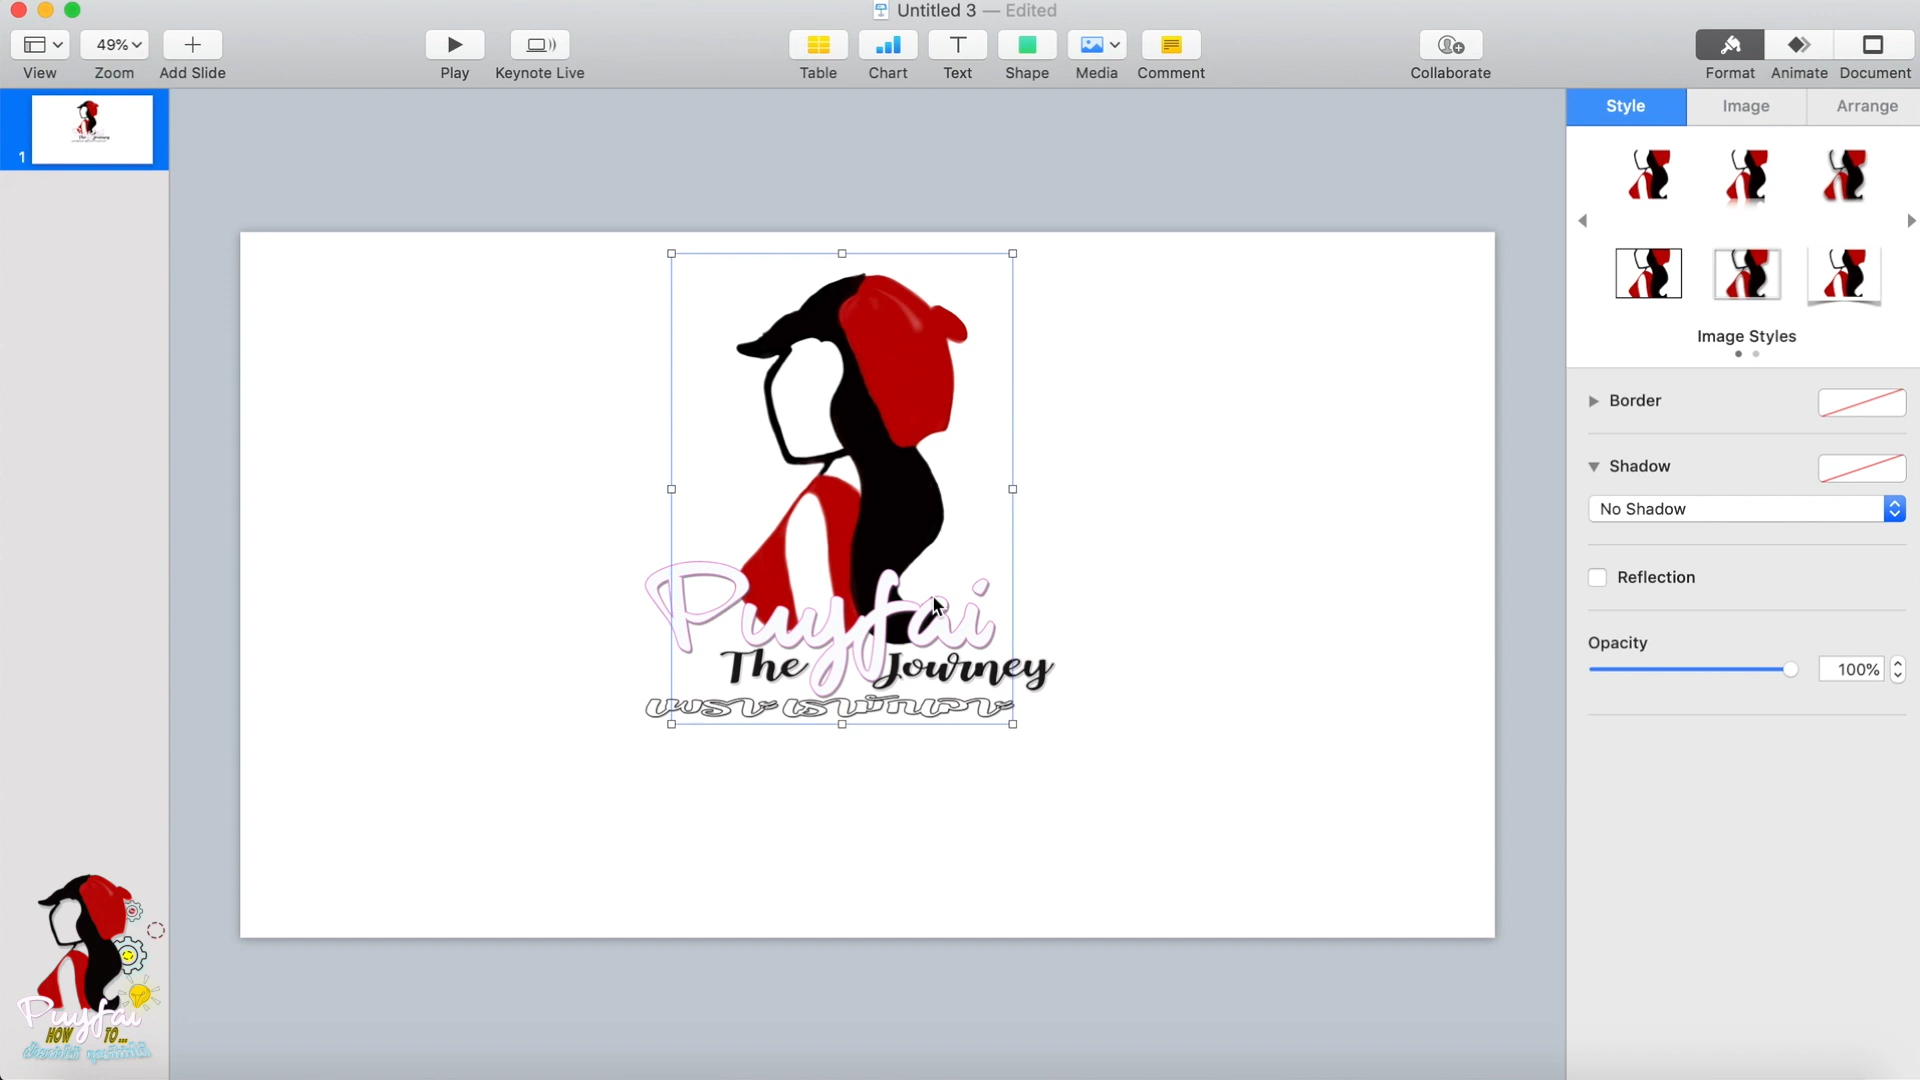 Untitled 3 — Edited
49%
View
Zoom
Add Slide
Play
Keynote Live
Table
Chart
Text
Shape
Media
Comment
Collaborate
Format
Animate
Document
Style
Image
Arrange
1
Image Styles
Border
Shadow
No Shadow
Reflection
Opacity
100%
Puyfai
The Journey
Puyfai
HOW TO...